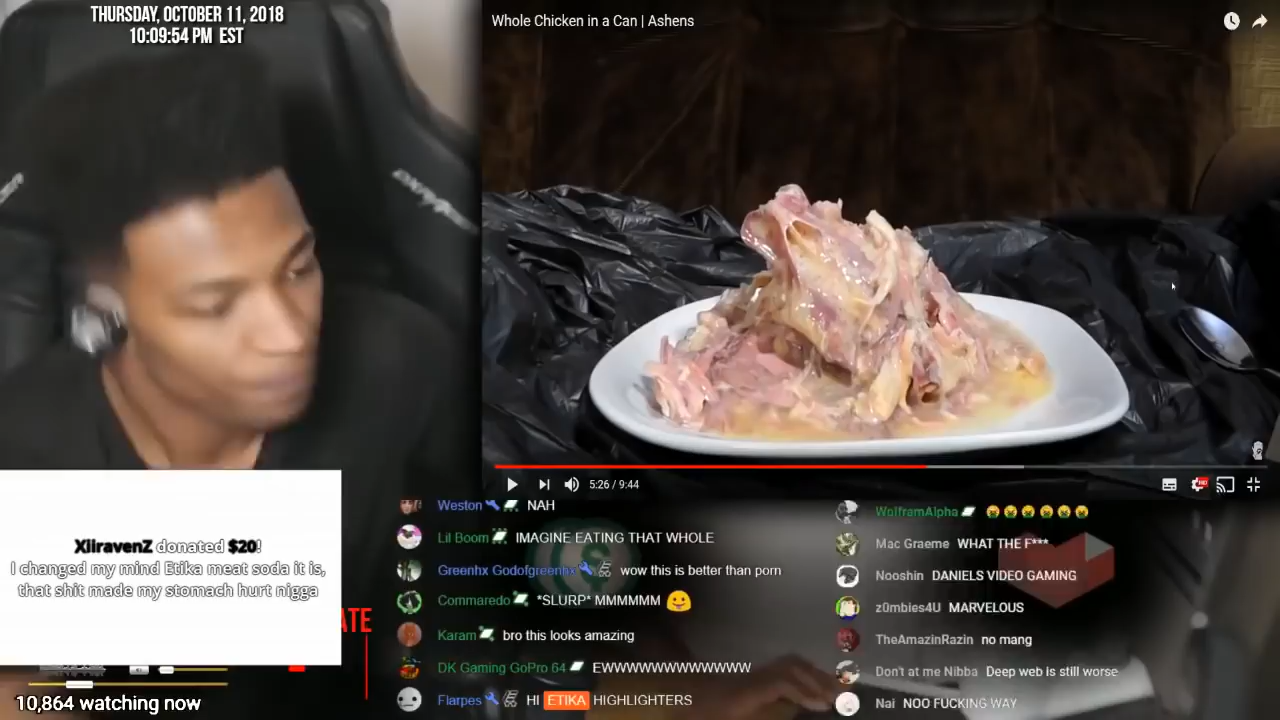 THURSDAY, OCTOBER 11, 2018
10:09:54 PM EST
Whole Chicken in a Can | Ashens
5:26 / 9:44
HD
XiiravenZ donated $20!
I changed my mind Etika meat soda it is,
that shit made my stomach hurt nigga
ATE
10,864 watching now
Weston NAH
Lil Boom IMAGINE EATING THAT WHOLE
Greenhx Godofgreenhx wow this is better than porn
Commaredo *SLURP* MMMMMM
Karam bro this looks amazing
DK Gaming GoPro 64 EWWWWWWWWWWWW
Flarpes HI ETIKA HIGHLIGHTERS
WolframAlpha
Mac Graeme WHAT THE F***
Nooshin DANIELS VIDEO GAMING
z0mbies4U MARVELOUS
TheAmazinRazin no mang
Don't at me Nibba Deep web is still worse
Nai NOO FUCKING WAY